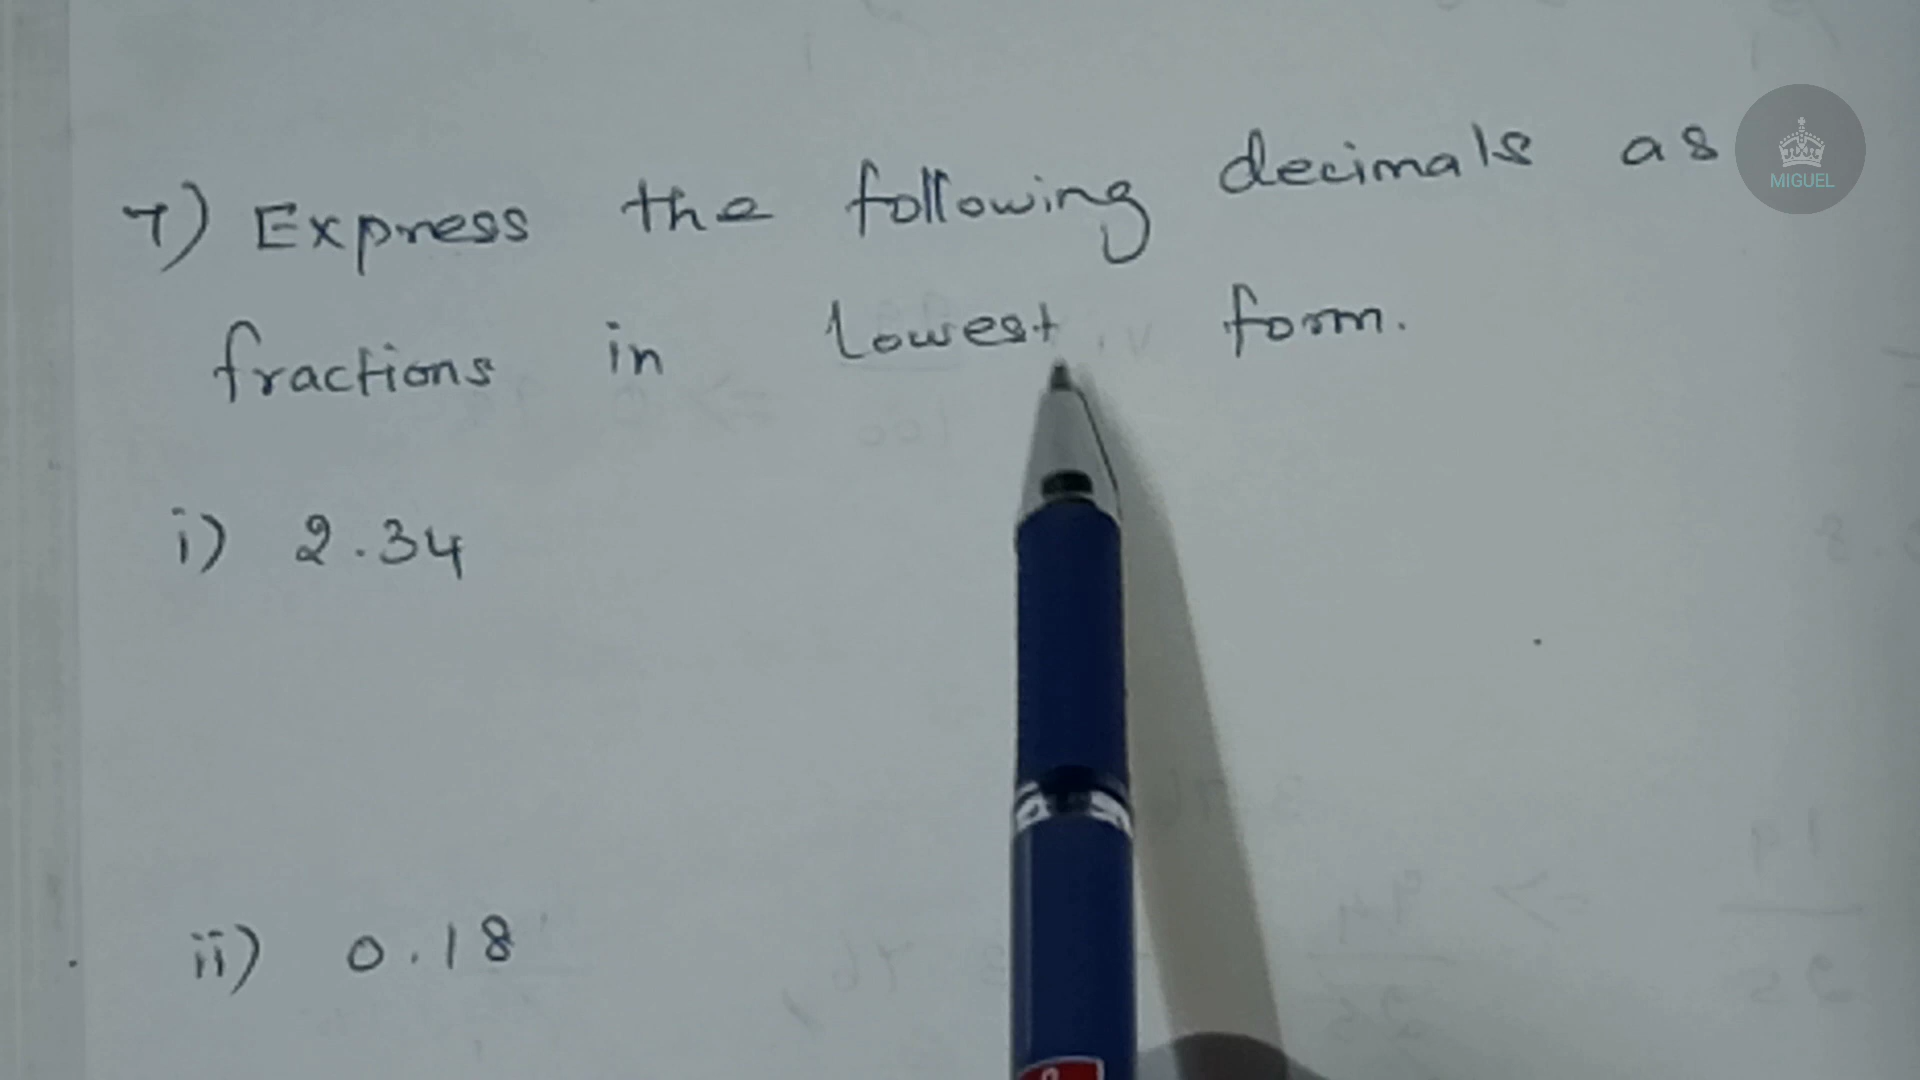 7) Express the following decimals as
fractions in lowest form.
i) 2.34
ii) 0.18
MIGUEL